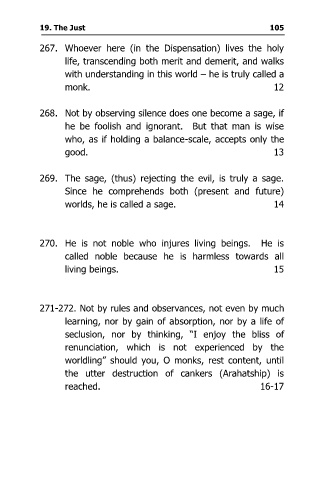 19. The Just 105
267. Whoever here (in the Dispensation) lives the holy
life, transcending both merit and demerit, and walks
with understanding in this world – he is truly called a
monk. 12
268. Not by observing silence does one become a sage, if
he be foolish and ignorant. But that man is wise
who, as if holding a balance-scale, accepts only the
good. 13
269. The sage, (thus) rejecting the evil, is truly a sage.
Since he comprehends both (present and future)
worlds, he is called a sage. 14
270. He is not noble who injures living beings. He is
called noble because he is harmless towards all
living beings. 15
271-272. Not by rules and observances, not even by much
learning, nor by gain of absorption, nor by a life of
seclusion, nor by thinking, “I enjoy the bliss of
renunciation, which is not experienced by the
worldling” should you, O monks, rest content, until
the utter destruction of cankers (Arahatship) is
reached. 16-17